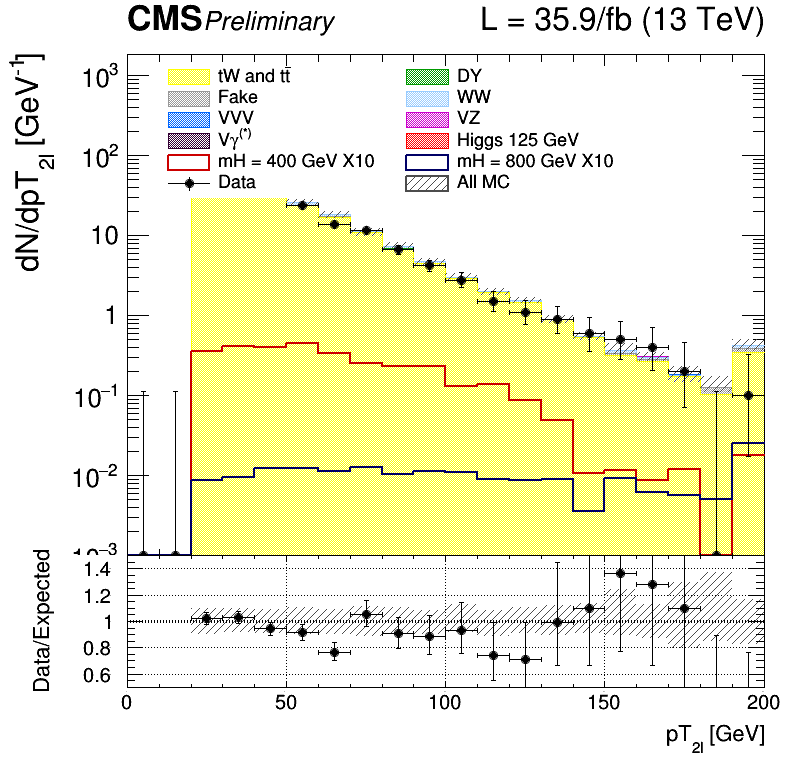 CMS Preliminary L = 35.9/fb (13 TeV)
dN/dpT2l [GeV-1]
10³
10²
10
1
10⁻¹
10⁻²
10⁻³
tW and tt̄ DY
Fake WW
VVV VZ
Vγ(*) Higgs 125 GeV
mH = 400 GeV X10 mH = 800 GeV X10
Data All MC
Data/Expected
1.4
1.2
1
0.8
0.6
0 50 100 150 200
pT2l [GeV]